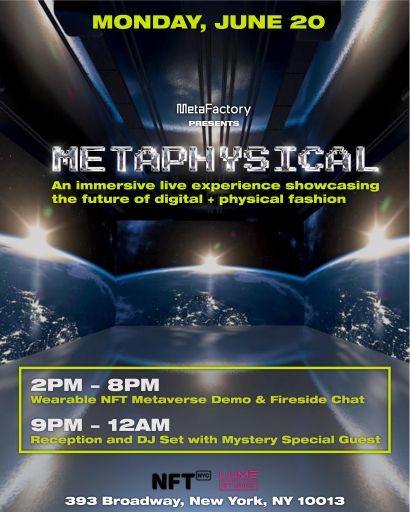 MONDAY, JUNE 20
MetaFactory
PRESENTS
METAPHYSICAL
An immersive live experience showcasing
the future of digital + physical fashion
2PM - 8PM
Wearable NFT Metaverse Demo & Fireside Chat
9PM - 12AM
Reception and DJ Set with Mystery Special Guest
NFT NYC LUME STUDIOS
393 Broadway, New York, NY 10013